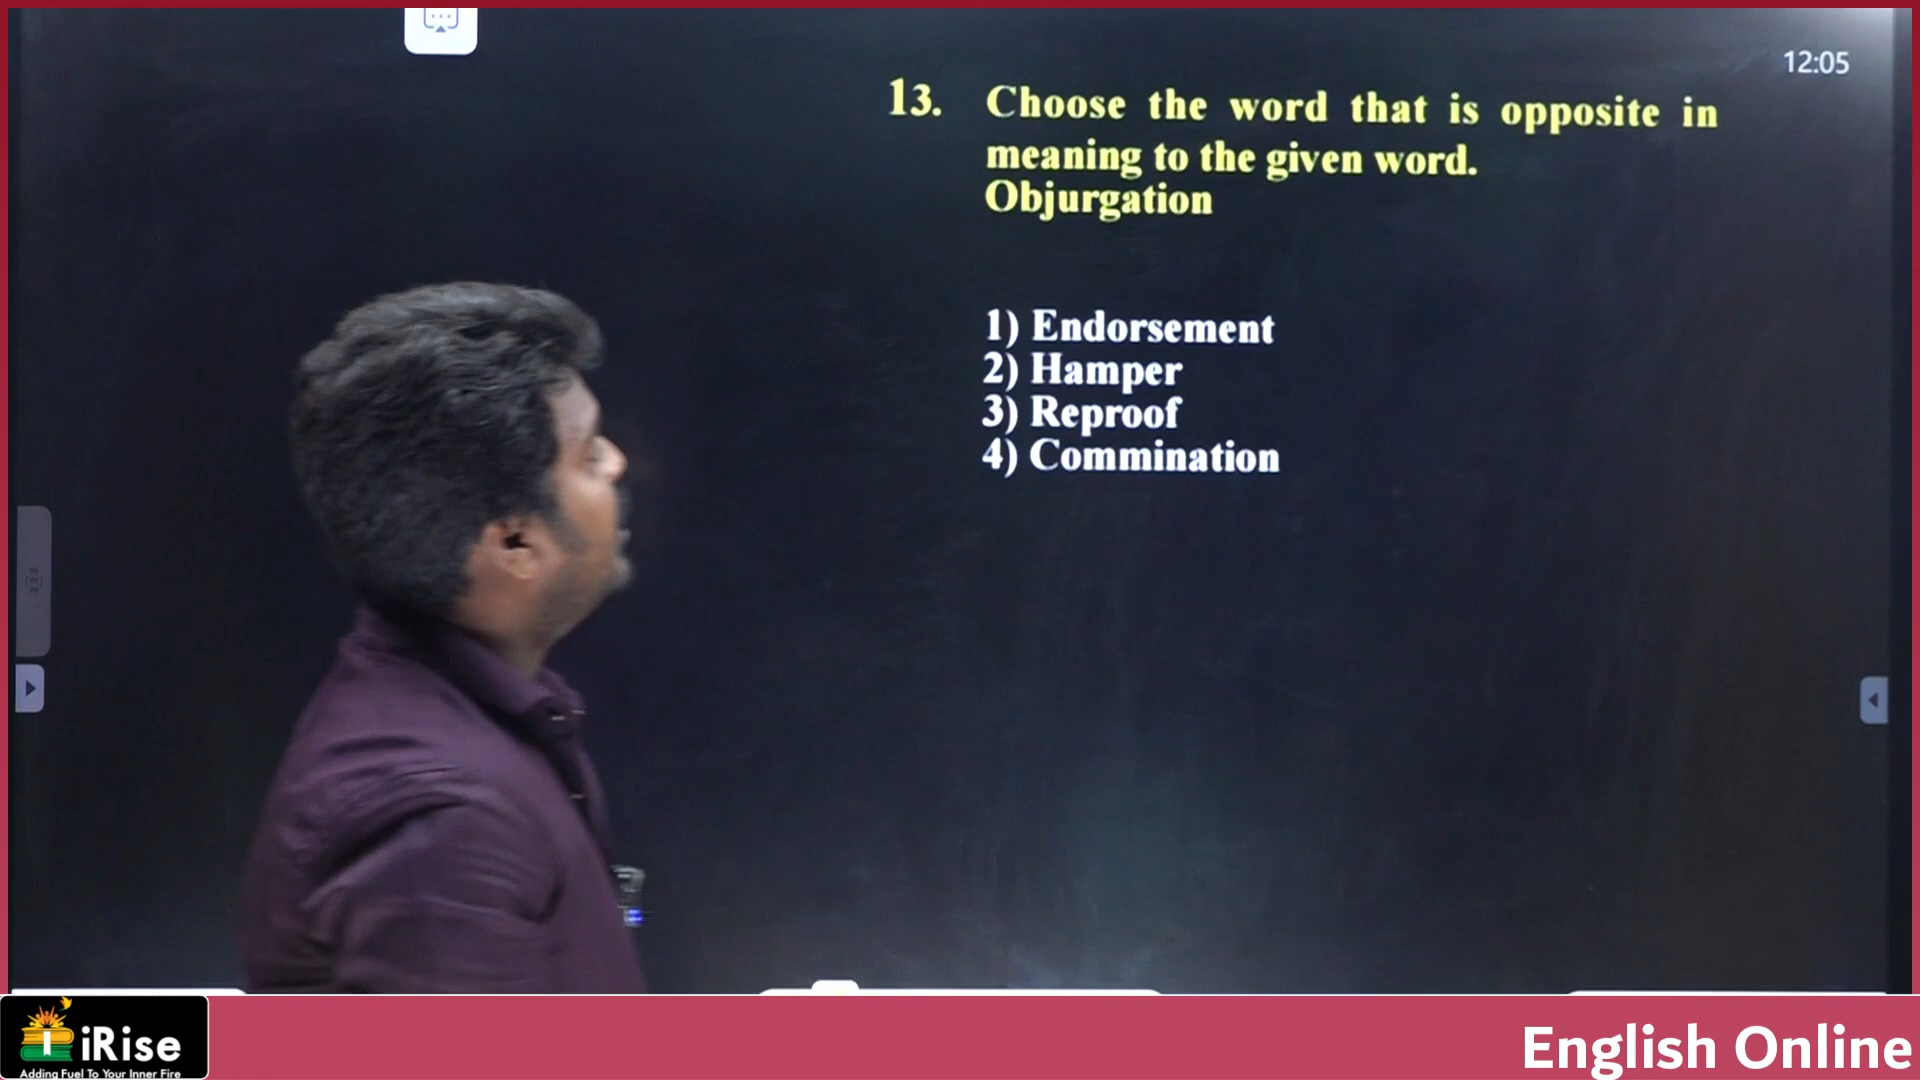 12:05
13. Choose the word that is opposite in
meaning to the given word.
Objurgation
1) Endorsement
2) Hamper
3) Reproof
4) Commination
iRise
Adding Fuel To Your Inner Fire
English Online